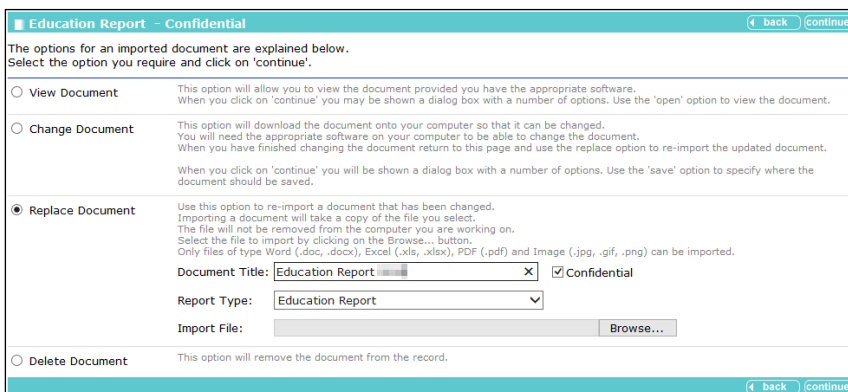 Education Report - Confidential
back
continue
The options for an imported document are explained below.
Select the option you require and click on 'continue'.
View Document
This option will allow you to view the document provided you have the appropriate software.
When you click on 'continue' you may be shown a dialog box with a number of options. Use the 'open' option to view the document.
Change Document
This option will download the document onto your computer so that it can be changed.
You will need the appropriate software on your computer to be able to change the document.
When you have finished changing the document return to this page and use the replace option to re-import the updated document.
When you click on 'continue' you will be shown a dialog box with a number of options. Use the 'save' option to specify where the
document should be saved.
Replace Document
Use this option to re-import a document that has been changed.
Importing a document will take a copy of the file you select.
The file will not be removed from the computer you are working on.
Select the file to import by clicking on the Browse... button.
Only files of type Word (.doc, .docx), Excel (.xls, .xlsx), PDF (.pdf) and Image (.jpg, .gif, .png) can be imported.
Document Title: Education Report
Confidential
Report Type: Education Report
Import File: Browse...
Delete Document
This option will remove the document from the record.
back
continue